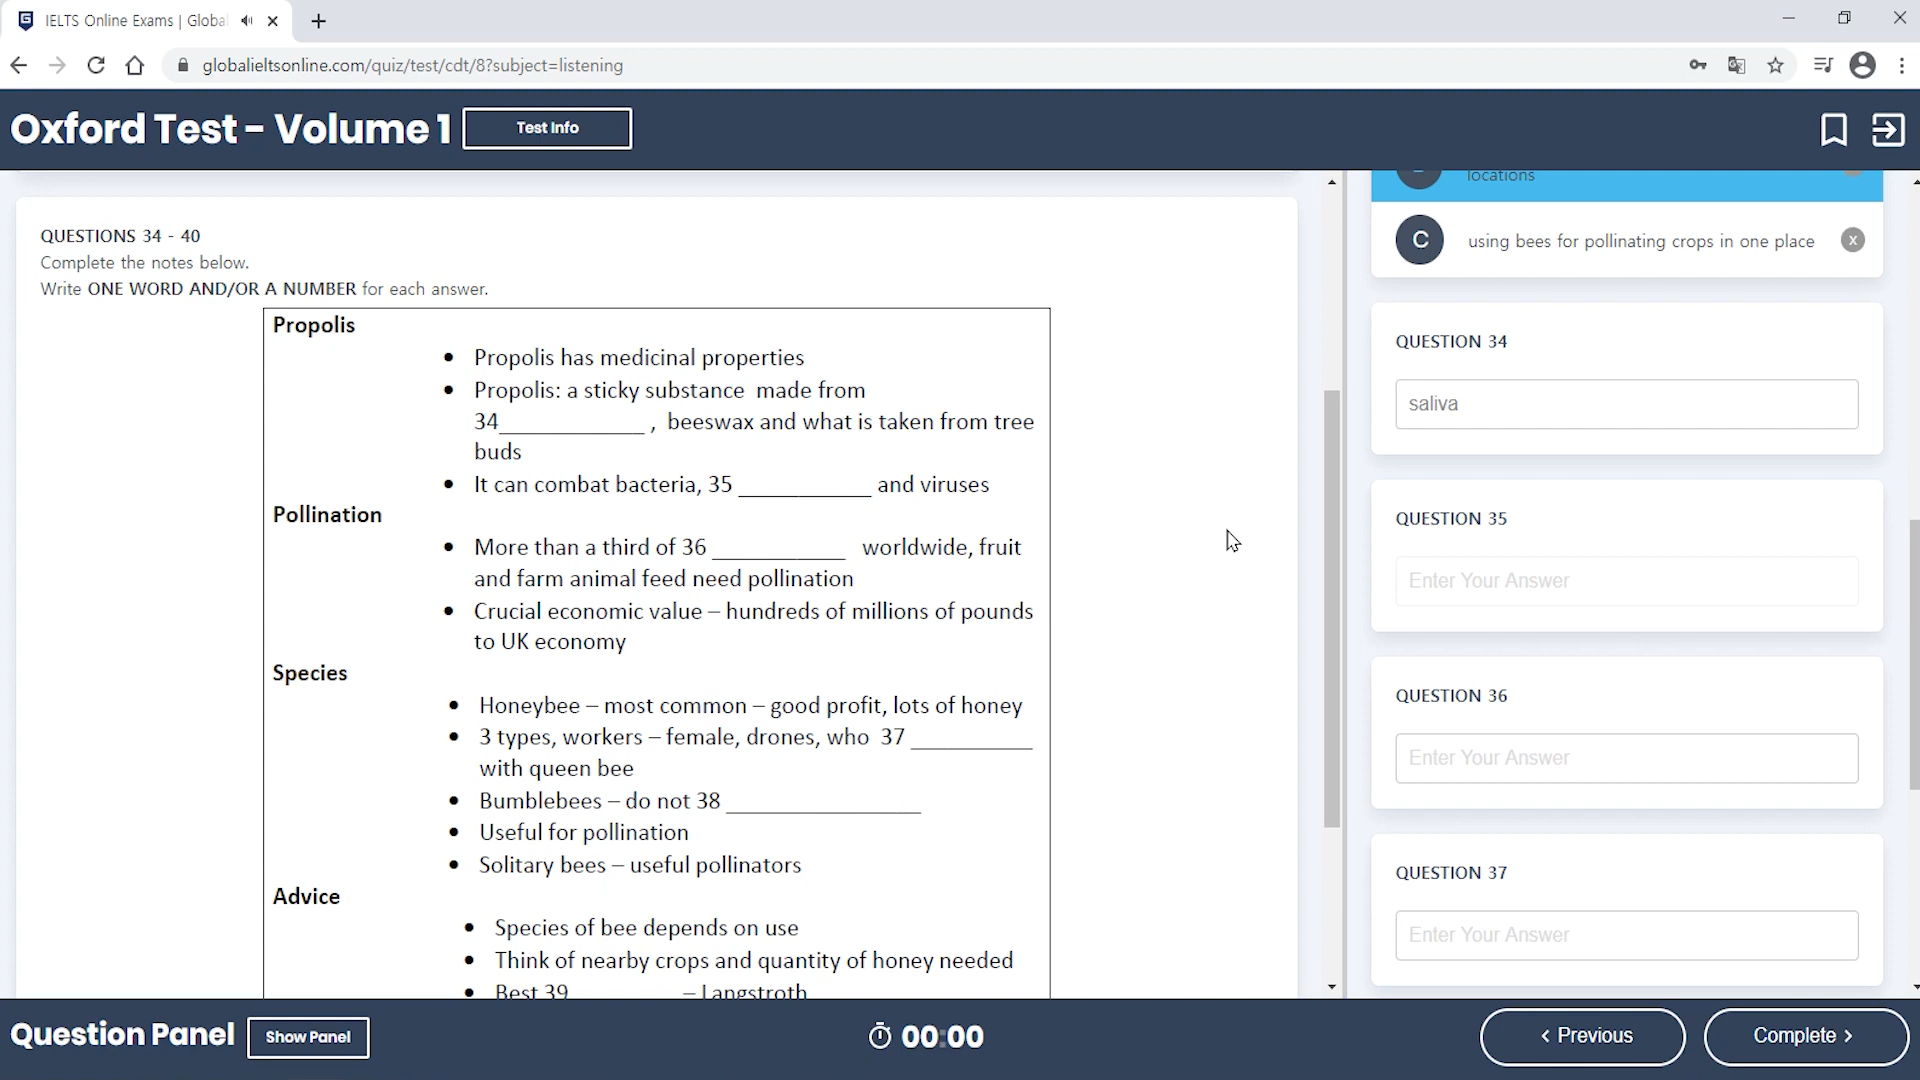 IELTS Online Exams | Globa
globalieltsonline.com/quiz/test/cdt/8?subject=listening
Oxford Test - Volume 1
Test Info
QUESTIONS 34 - 40
Complete the notes below.
Write ONE WORD AND/OR A NUMBER for each answer.
Propolis
• Propolis has medicinal properties
• Propolis: a sticky substance made from
34____________ , beeswax and what is taken from tree
buds
• It can combat bacteria, 35 ___________ and viruses
Pollination
• More than a third of 36 ___________ worldwide, fruit
and farm animal feed need pollination
• Crucial economic value – hundreds of millions of pounds
to UK economy
Species
• Honeybee – most common – good profit, lots of honey
• 3 types, workers – female, drones, who 37 __________
with queen bee
• Bumblebees – do not 38 ________________
• Useful for pollination
• Solitary bees – useful pollinators
Advice
• Species of bee depends on use
• Think of nearby crops and quantity of honey needed
• Best 39 _________ – Langstroth
locations
C using bees for pollinating crops in one place x
QUESTION 34
saliva
QUESTION 35
Enter Your Answer
QUESTION 36
Enter Your Answer
QUESTION 37
Enter Your Answer
Question Panel
Show Panel
00:00
‹ Previous
Complete ›